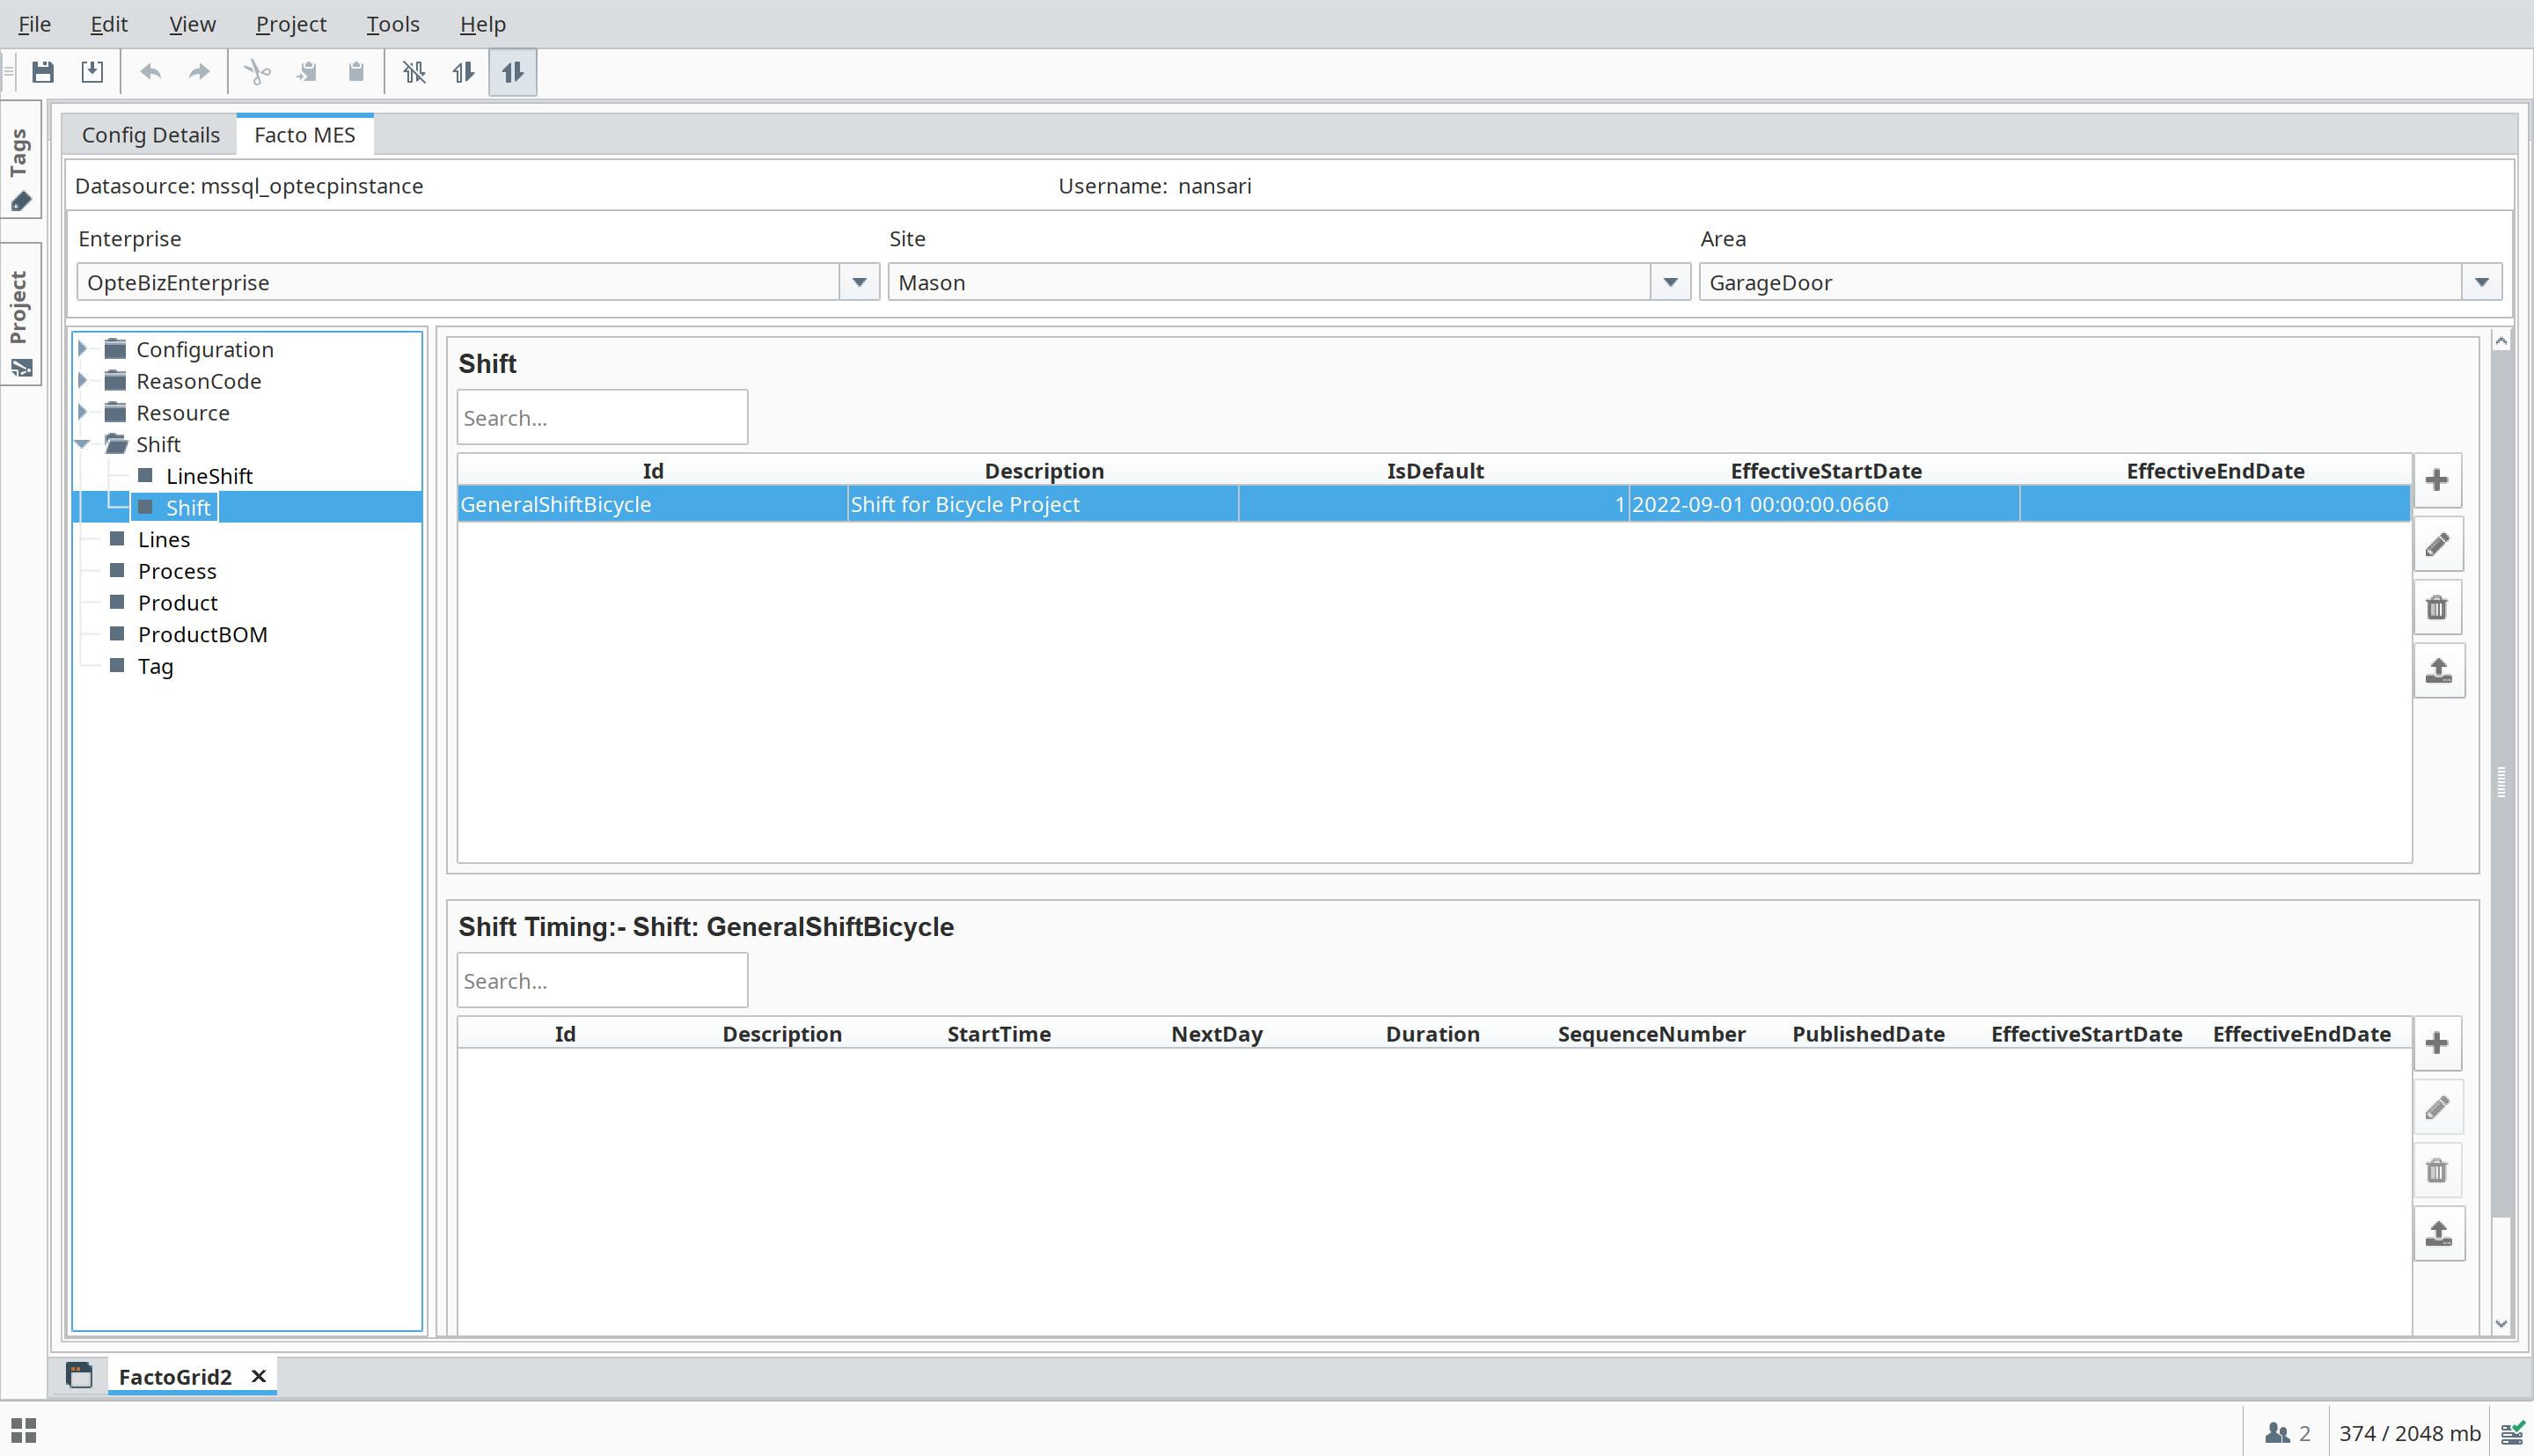 File Edit View Project Tools Help
Tags
Project
Config Details Facto MES
Datasource: mssql_optecpinstance Username: nansari
Enterprise Site Area
OpteBizEnterprise Mason GarageDoor
Configuration
ReasonCode
Resource
Shift
LineShift
Shift
Lines
Process
Product
ProductBOM
Tag
Shift
Search...
Id Description IsDefault EffectiveStartDate EffectiveEndDate
GeneralShiftBicycle Shift for Bicycle Project 1 2022-09-01 00:00:00.0660
Shift Timing:- Shift: GeneralShiftBicycle
Search...
Id Description StartTime NextDay Duration SequenceNumber PublishedDate EffectiveStartDate EffectiveEndDate
FactoGrid2
2 374 / 2048 mb